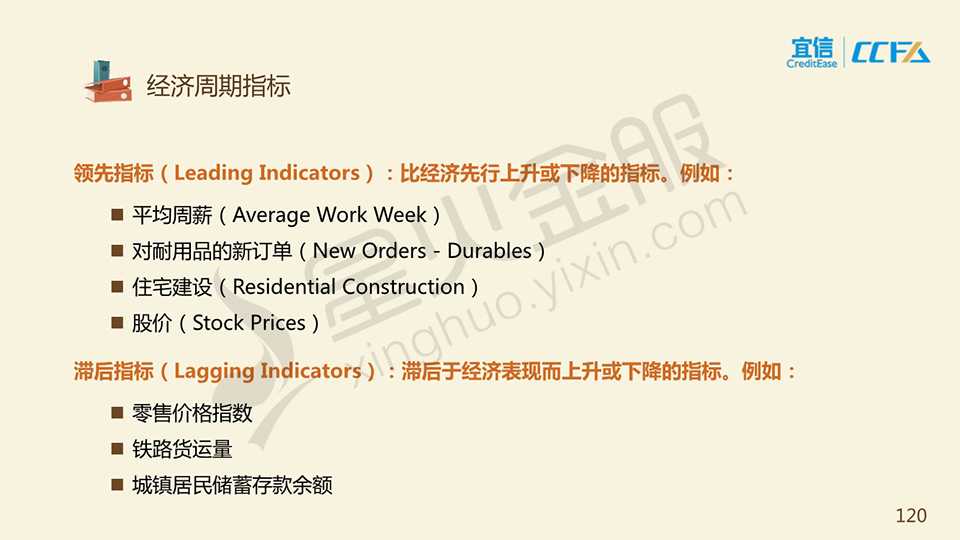 宜信 CreditEase CCFA
经济周期指标
领先指标（Leading Indicators）：比经济先行上升或下降的指标。例如：
■ 平均周薪（Average Work Week）
■ 对耐用品的新订单（New Orders - Durables）
■ 住宅建设（Residential Construction）
■ 股价（Stock Prices）
滞后指标（Lagging Indicators）：滞后于经济表现而上升或下降的指标。例如：
■ 零售价格指数
■ 铁路货运量
■ 城镇居民储蓄存款余额
星火金服
xinghuo.yixin.com
120